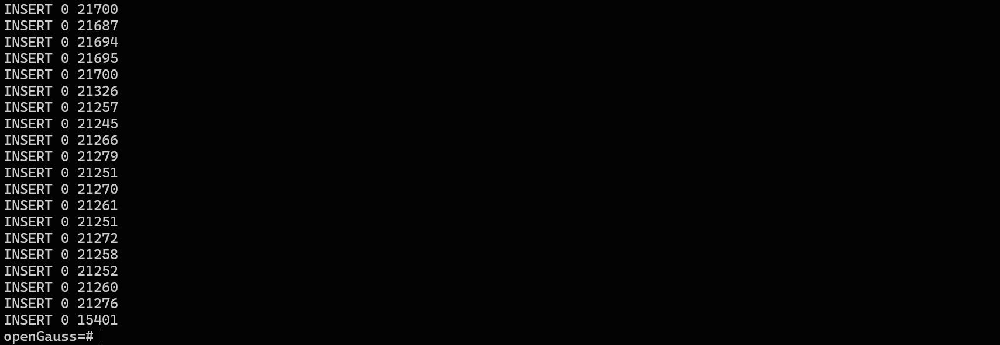 INSERT 0 21700
INSERT 0 21687
INSERT 0 21694
INSERT 0 21695
INSERT 0 21700
INSERT 0 21326
INSERT 0 21257
INSERT 0 21245
INSERT 0 21266
INSERT 0 21279
INSERT 0 21251
INSERT 0 21270
INSERT 0 21261
INSERT 0 21251
INSERT 0 21272
INSERT 0 21258
INSERT 0 21252
INSERT 0 21260
INSERT 0 21276
INSERT 0 15401
openGauss=#